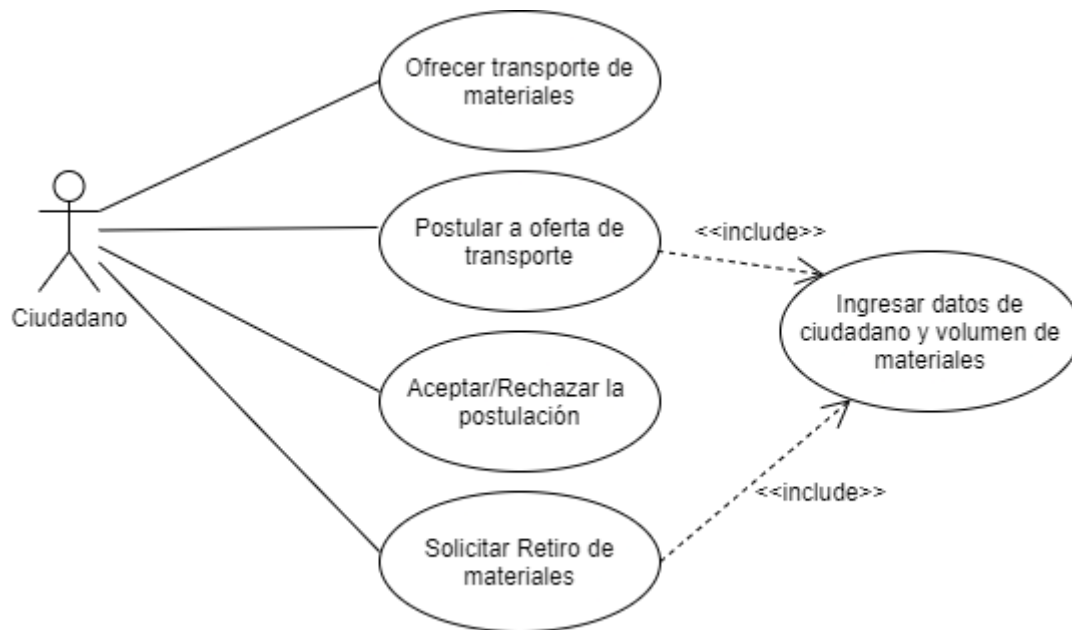 Ofrecer transporte de
materiales
Postular a oferta de
transporte
<<include>>
Ingresar datos de
ciudadano y volumen de
materiales
Ciudadano
Aceptar/Rechazar la
postulación
<<include>>
Solicitar Retiro de
materiales